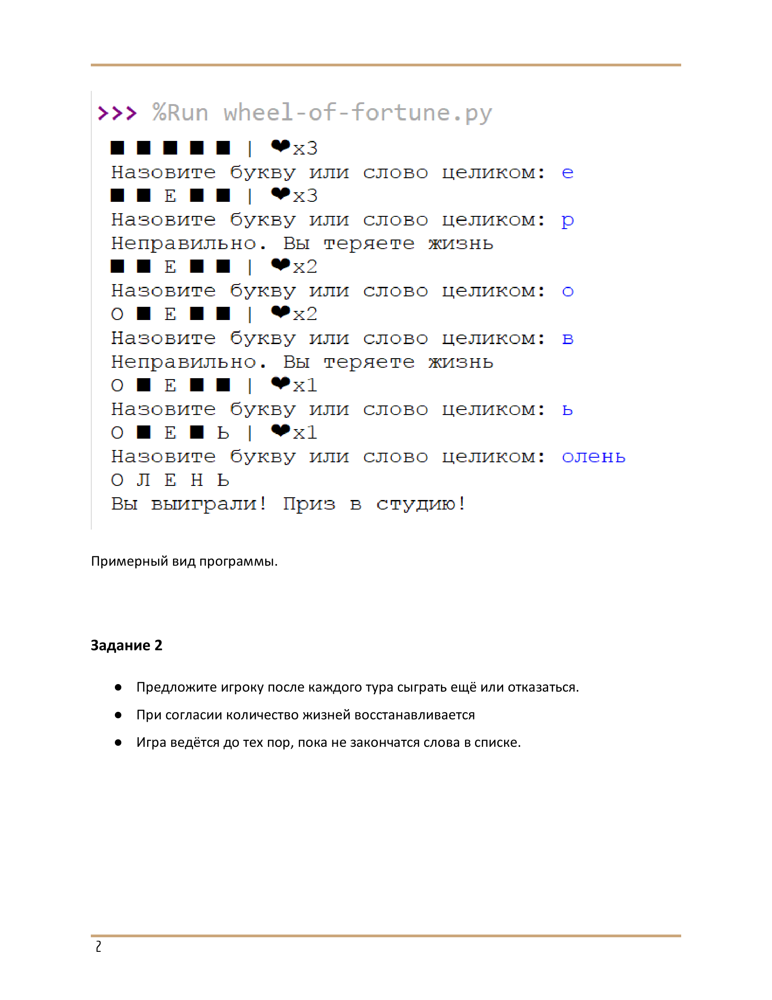 >>> %Run wheel-of-fortune.py
■ ■ ■ ■ ■ | ❤x3
Назовите букву или слово целиком: е
■ ■ Е ■ ■ | ❤x3
Назовите букву или слово целиком: р
Неправильно. Вы теряете жизнь
■ ■ Е ■ ■ | ❤x2
Назовите букву или слово целиком: о
О ■ Е ■ ■ | ❤x2
Назовите букву или слово целиком: в
Неправильно. Вы теряете жизнь
О ■ Е ■ ■ | ❤x1
Назовите букву или слово целиком: ь
О ■ Е ■ Ь | ❤x1
Назовите букву или слово целиком: олень
О Л Е Н Ь
Вы выиграли! Приз в студию!
Примерный вид программы.
Задание 2
● Предложите игроку после каждого тура сыграть ещё или отказаться.
● При согласии количество жизней восстанавливается
● Игра ведётся до тех пор, пока не закончатся слова в списке.
2